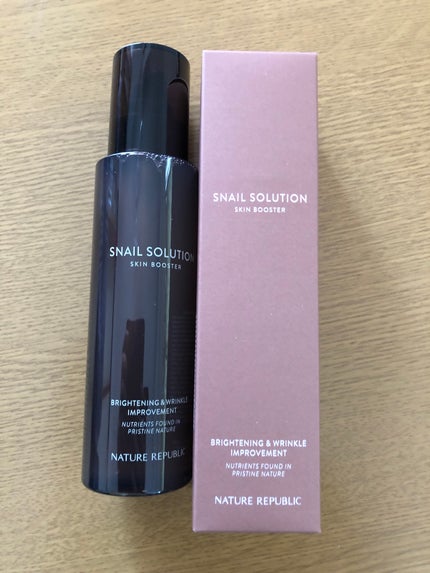 SNAIL SOLUTION
SKIN BOOSTER
BRIGHTENING & WRINKLE
IMPROVEMENT
NUTRIENTS FOUND IN
PRISTINE NATURE
NATURE REPUBLIC
SNAIL SOLUTION
SKIN BOOSTER
BRIGHTENING & WRINKLE
IMPROVEMENT
NUTRIENTS FOUND IN
PRISTINE NATURE
NATURE REPUBLIC